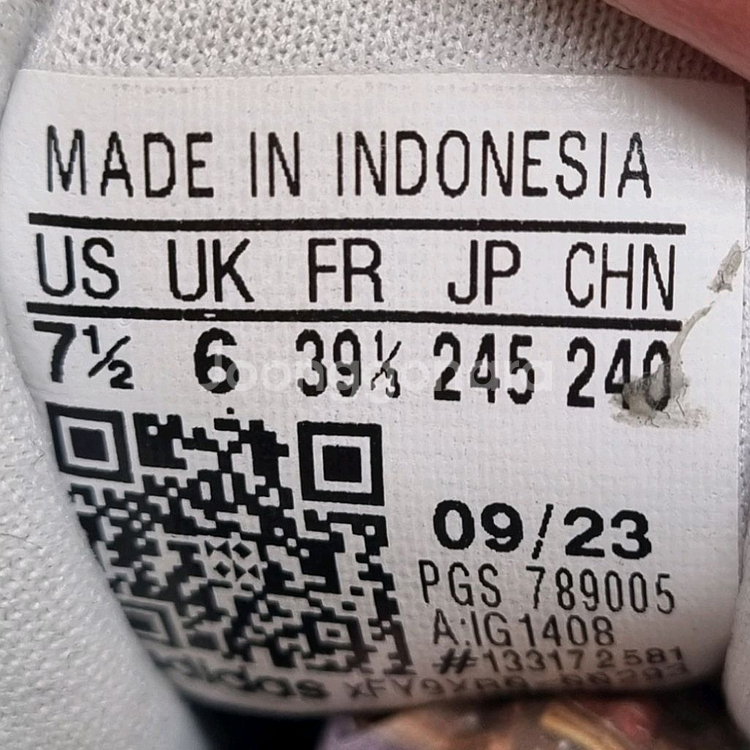 MADE IN INDONESIA
US UK FR JP CHN
7½ 6 39⅓ 245 240
Joonggonara
09/23
PGS 789005
A:IG1408
#133172581
adidas